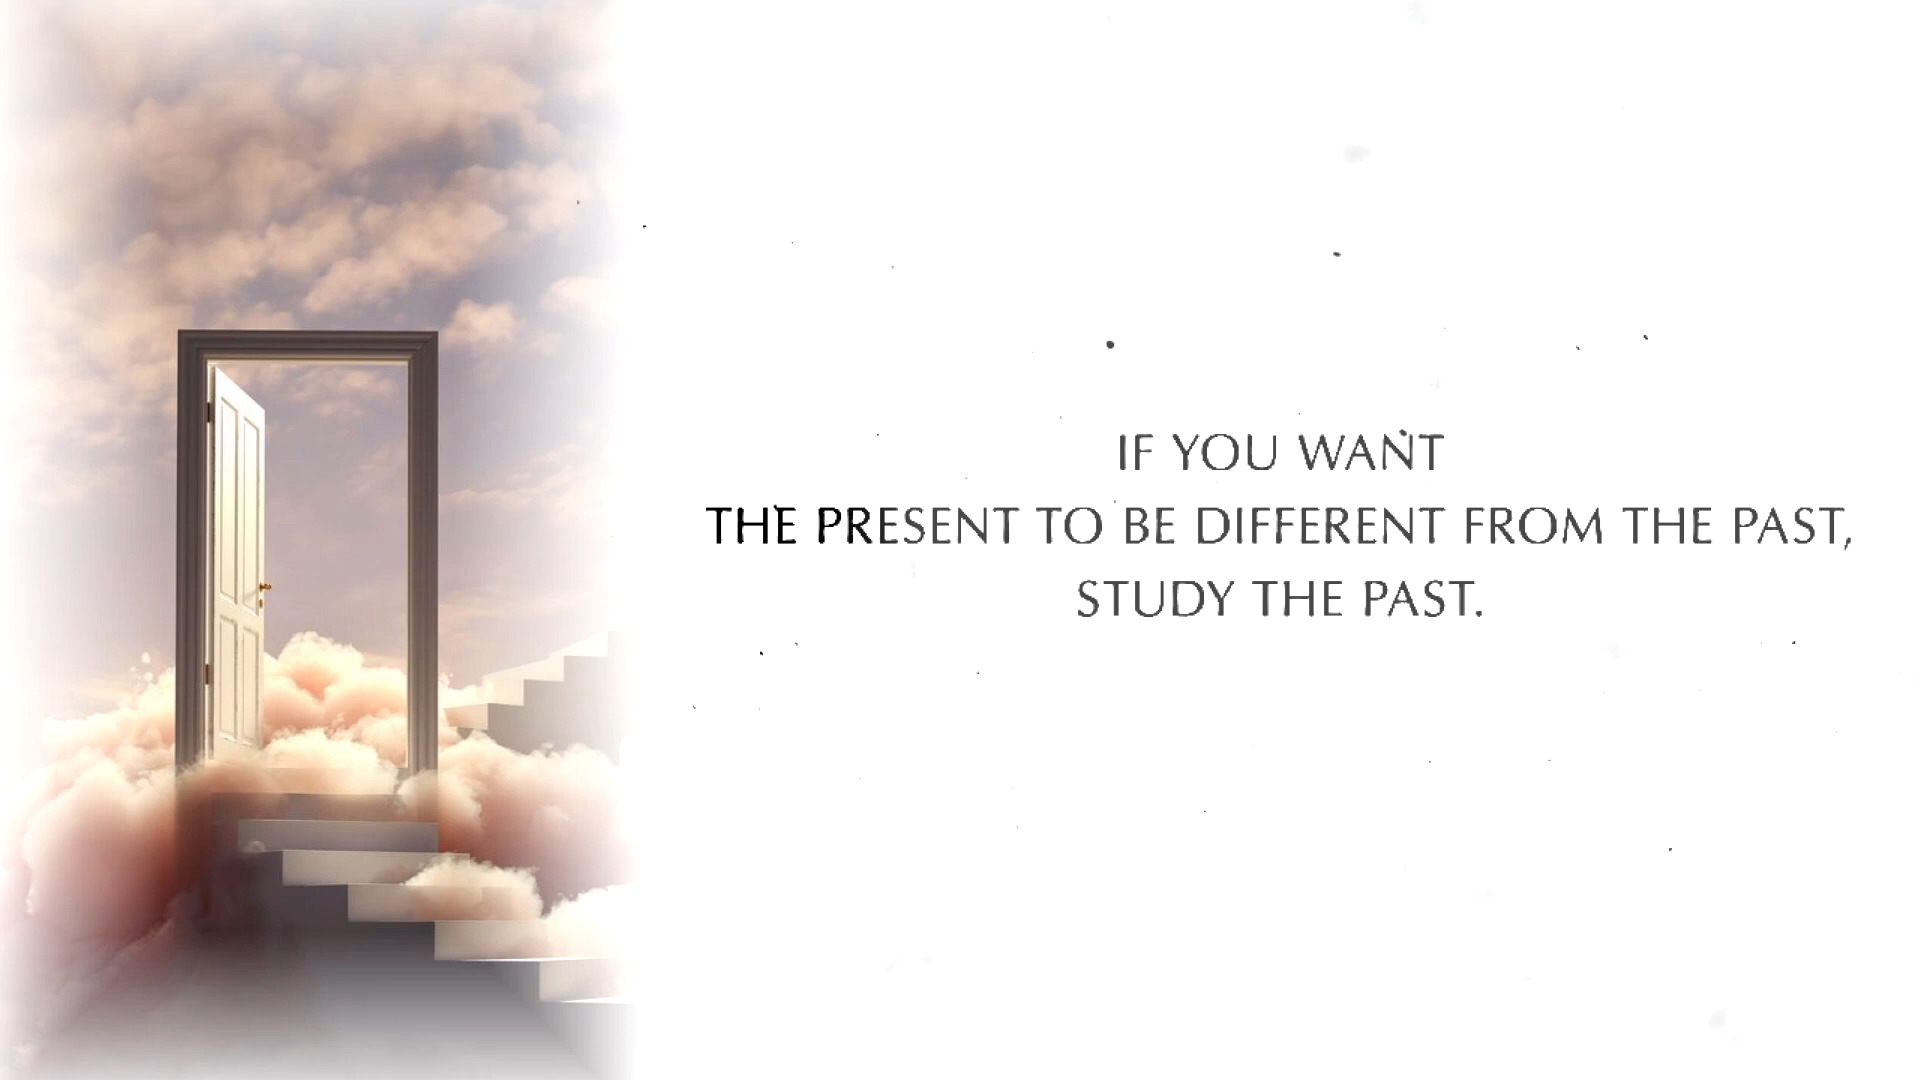 IF YOU WANT
THE PRESENT TO BE DIFFERENT FROM THE PAST,
STUDY THE PAST.